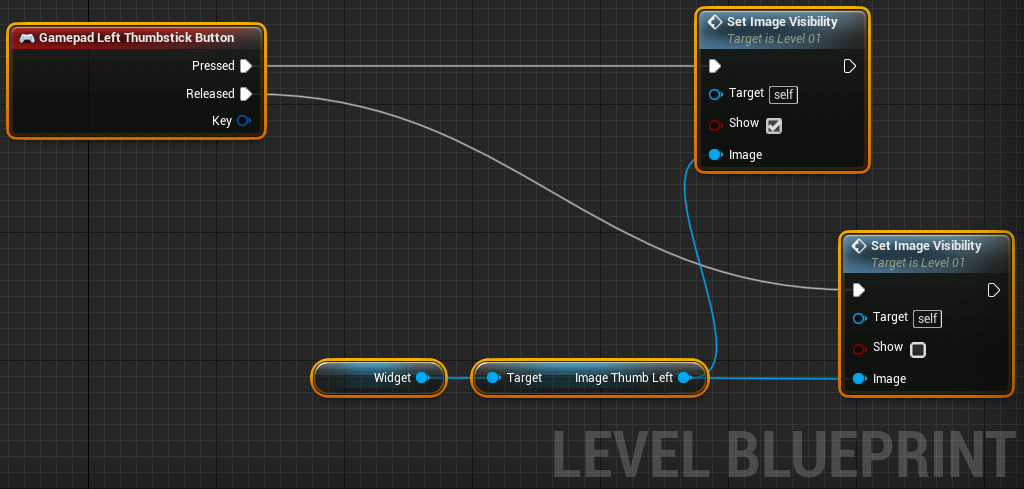 Gamepad Left Thumbstick Button
Pressed
Released
Key
Set Image Visibility
Target is Level 01
Target self
Show
Image
Set Image Visibility
Target is Level 01
Target self
Show
Image
Widget
Target Image Thumb Left
LEVEL BLUEPRINT